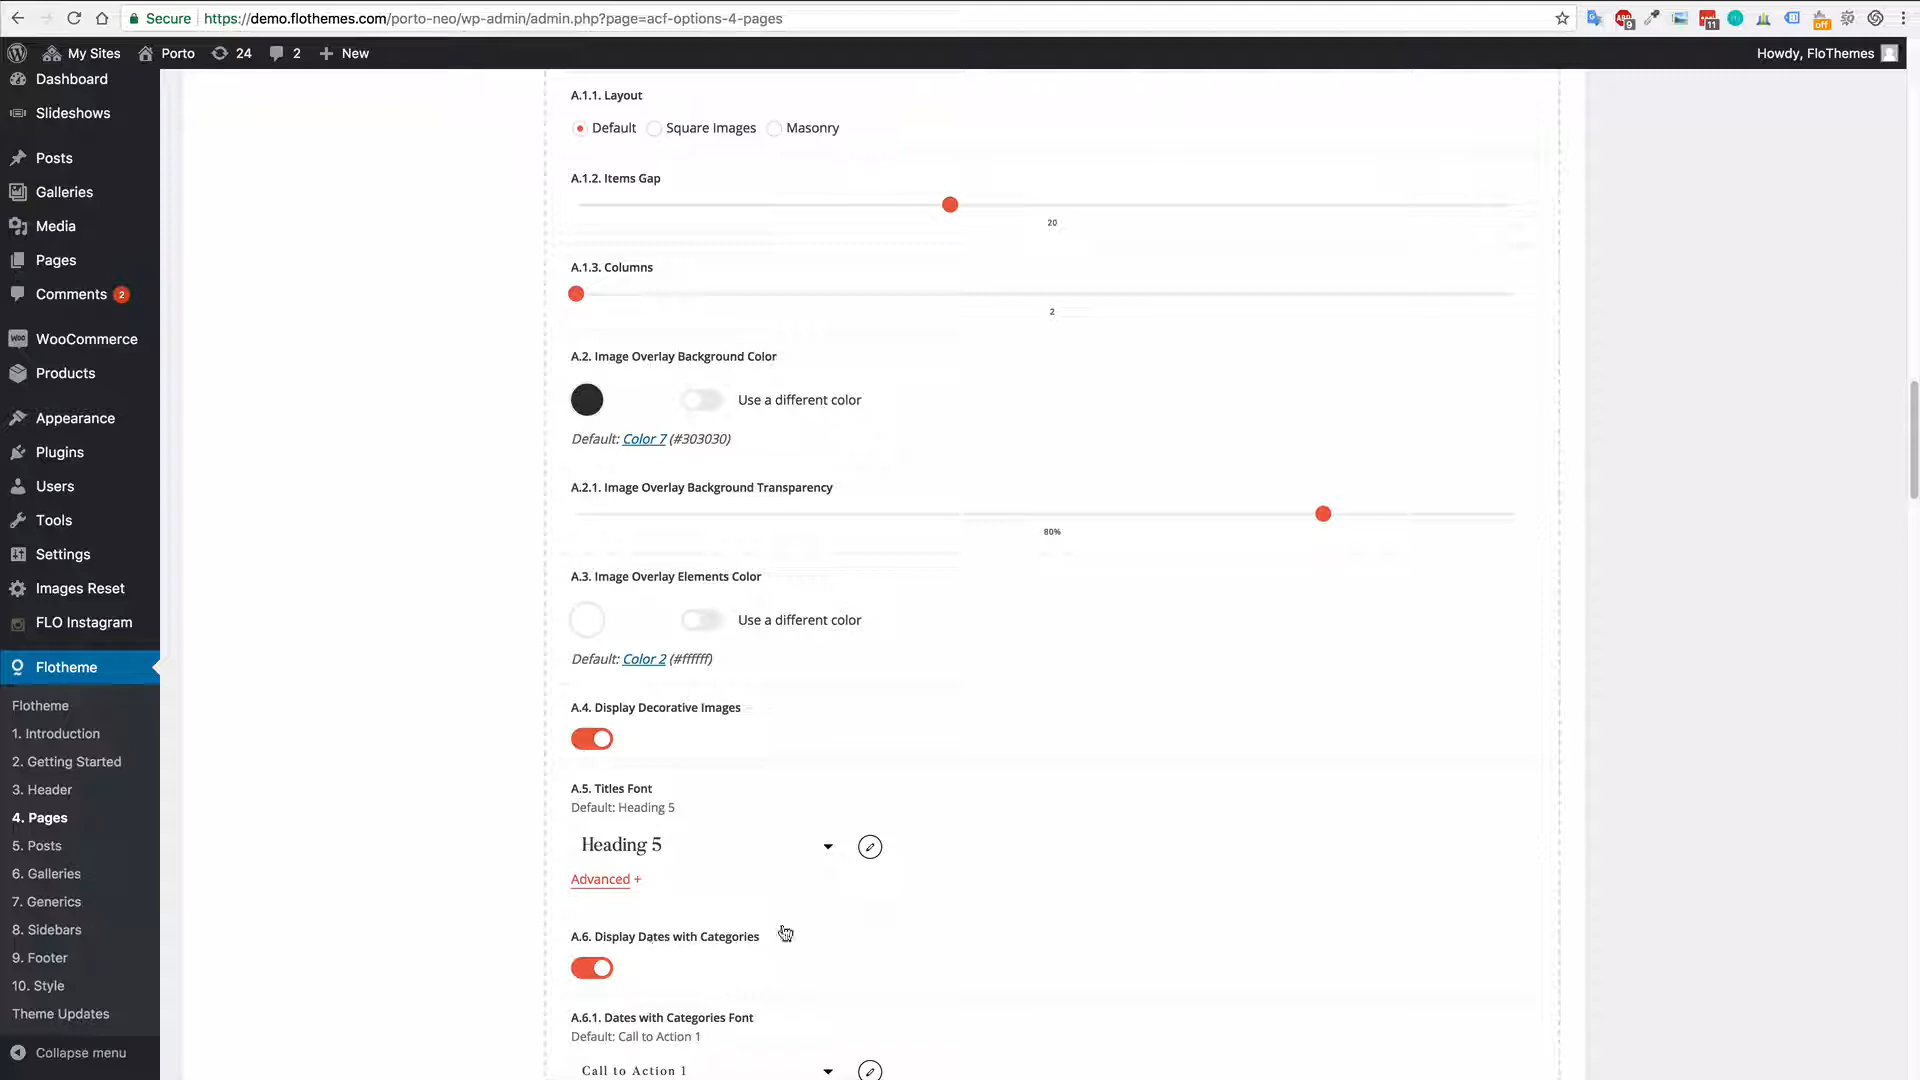 Secure https://demo.flothemes.com/porto-neo/wp-admin/admin.php?page=acf-options-4-pages
ABP 9 11 off
My Sites Porto 24 2 New Howdy, FloThemes
Dashboard
Slideshows
Posts
Galleries
Media
Pages
Comments 2
WooCommerce
Products
Appearance
Plugins
Users
Tools
Settings
Images Reset
FLO Instagram
Flotheme
Flotheme
1. Introduction
2. Getting Started
3. Header
4. Pages
5. Posts
6. Galleries
7. Generics
8. Sidebars
9. Footer
10. Style
Theme Updates
Collapse menu
A.1.1. Layout
Default Square Images Masonry
A.1.2. Items Gap
20
A.1.3. Columns
2
A.2. Image Overlay Background Color
Use a different color
Default: Color 7 (#303030)
A.2.1. Image Overlay Background Transparency
80%
A.3. Image Overlay Elements Color
Use a different color
Default: Color 2 (#ffffff)
A.4. Display Decorative Images
A.5. Titles Font
Default: Heading 5
Heading 5
Advanced +
A.6. Display Dates with Categories
A.6.1. Dates with Categories Font
Default: Call to Action 1
Call to Action 1